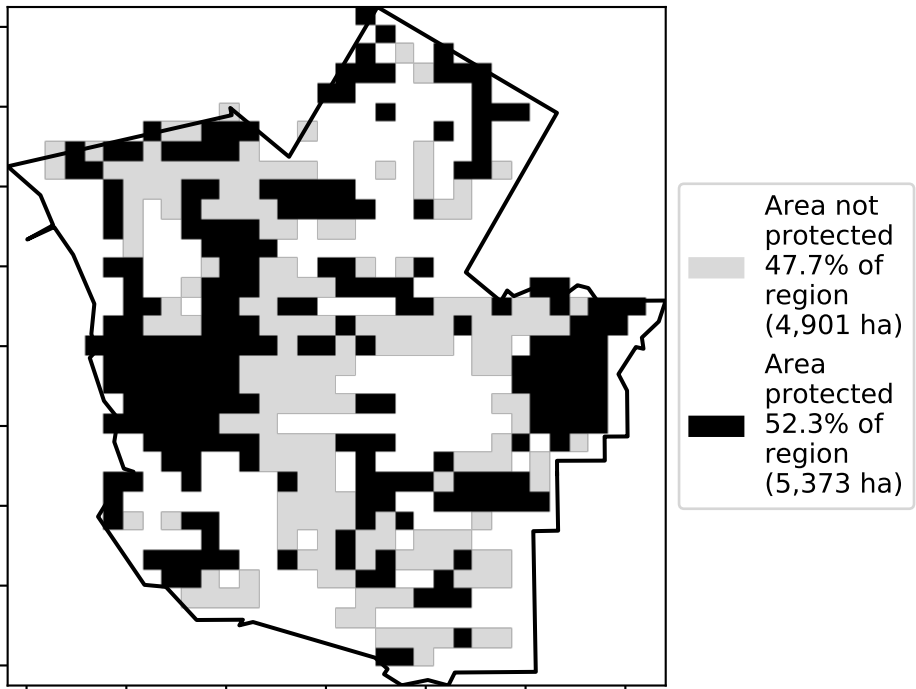 Area not
protected
47.7% of
region
(4,901 ha)
Area
protected
52.3% of
region
(5,373 ha)